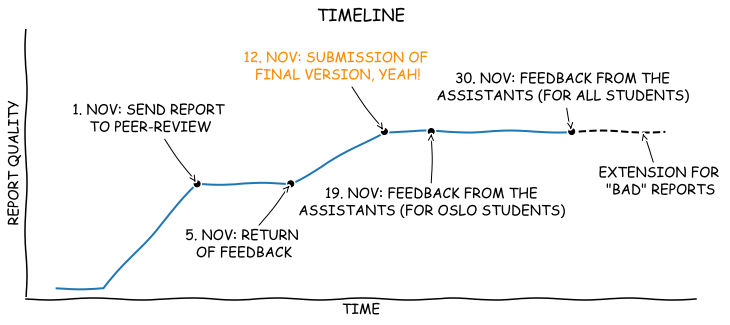 TIMELINE
12. NOV: SUBMISSION OF
FINAL VERSION, YEAH!
30. NOV: FEEDBACK FROM THE
ASSISTANTS (FOR ALL STUDENTS)
1. NOV: SEND REPORT
TO PEER-REVIEW
EXTENSION FOR
"BAD" REPORTS
19. NOV: FEEDBACK FROM THE
ASSISTANTS (FOR OSLO STUDENTS)
5. NOV: RETURN
OF FEEDBACK
REPORT QUALITY
TIME